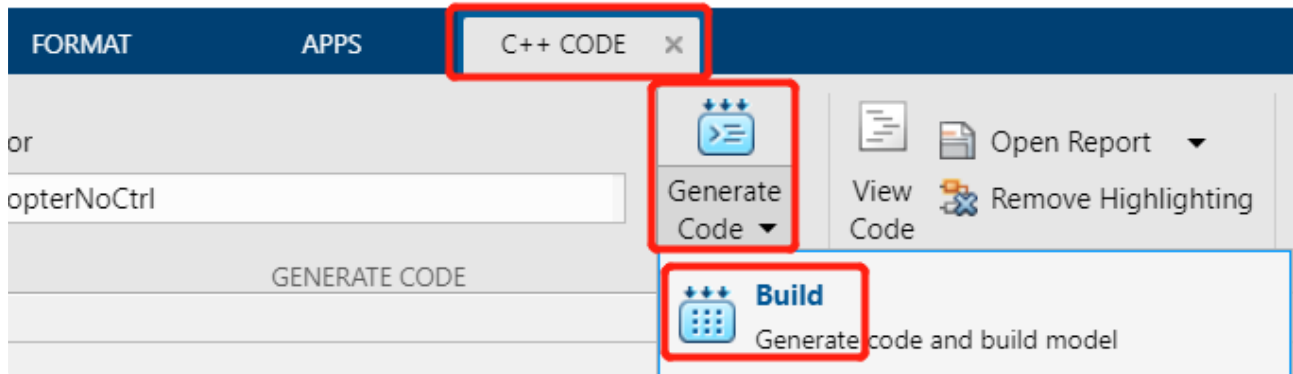 FORMAT APPS C++ CODE
or
opterNoCtrl
Generate Code
View Code
Open Report
Remove Highlighting
GENERATE CODE
Build
Generate code and build model